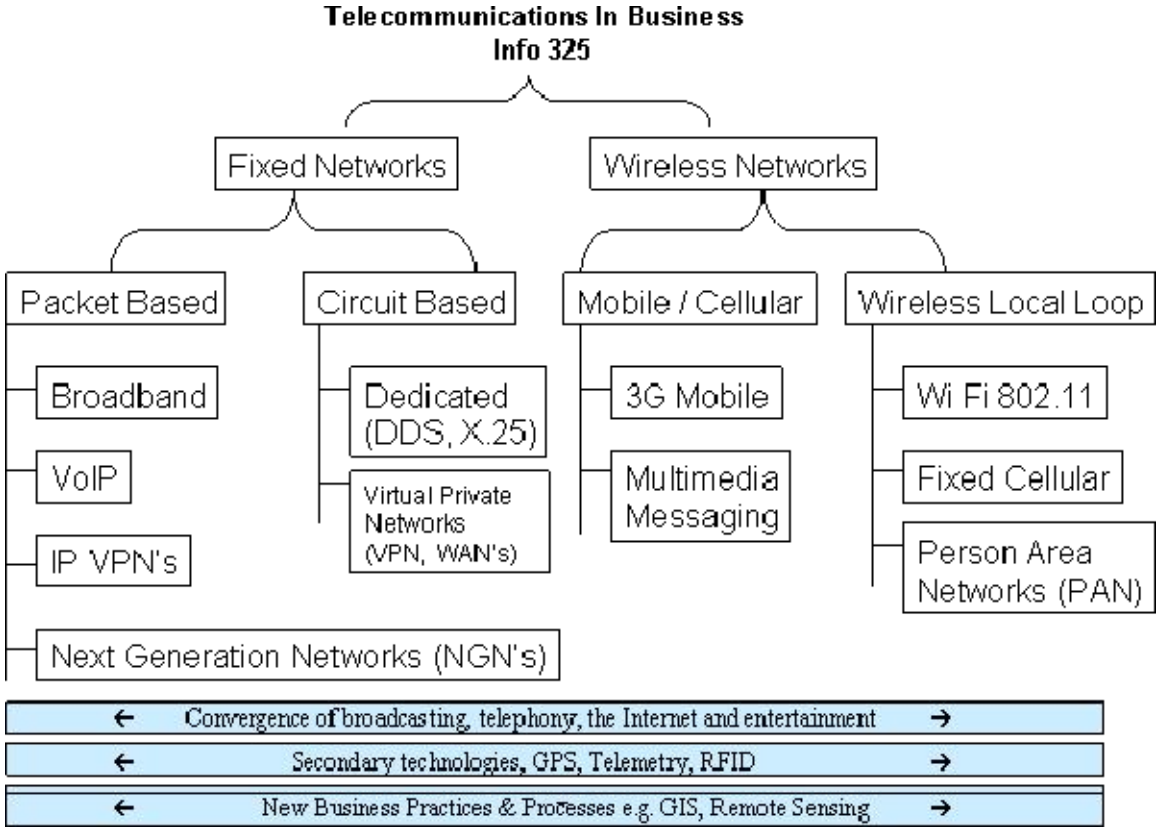 Telecommunications In Business
Info 325
Fixed Networks
Wireless Networks
Packet Based
Circuit Based
Mobile / Cellular
Wireless Local Loop
Broadband
VoIP
IP VPN's
Next Generation Networks (NGN's)
Dedicated
(DDS, X.25)
Virtual Private
Networks
(VPN, WAN's)
3G Mobile
Multimedia
Messaging
Wi Fi 802.11
Fixed Cellular
Person Area
Networks (PAN)
← Convergence of broadcasting, telephony, the Internet and entertainment →
← Secondary technologies, GPS, Telemetry, RFID →
← New Business Practices & Processes e.g. GIS, Remote Sensing →